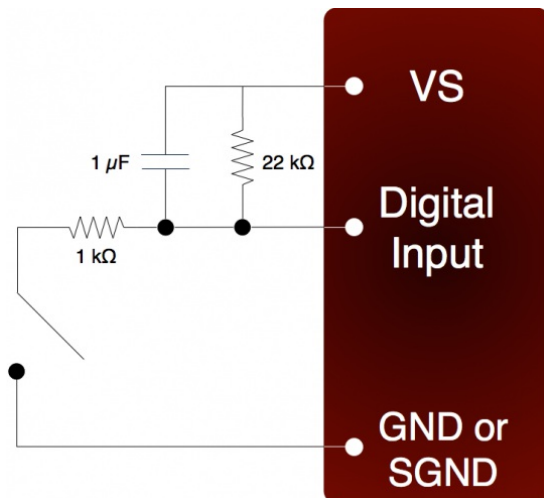 VS
1 µF
22 kΩ
Digital
Input
1 kΩ
GND or
SGND